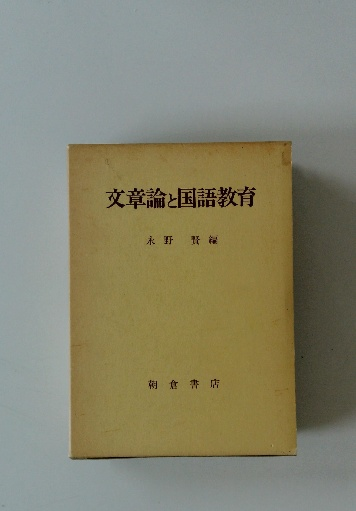 文章論と国語教育
永野 賢 編
朝倉書店